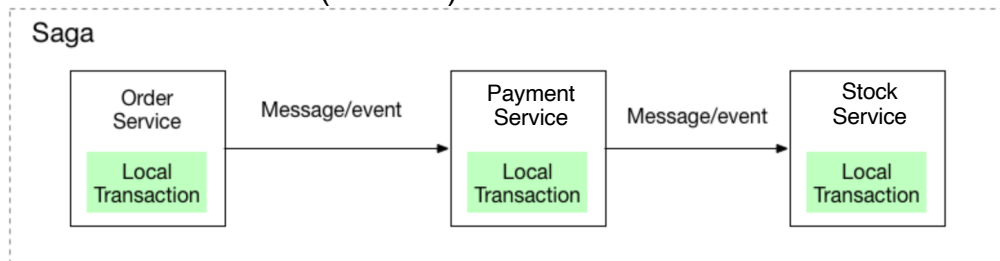 Saga
Order
Service
Message/event
Payment
Service
Message/event
Stock
Service
Local
Transaction
Local
Transaction
Local
Transaction